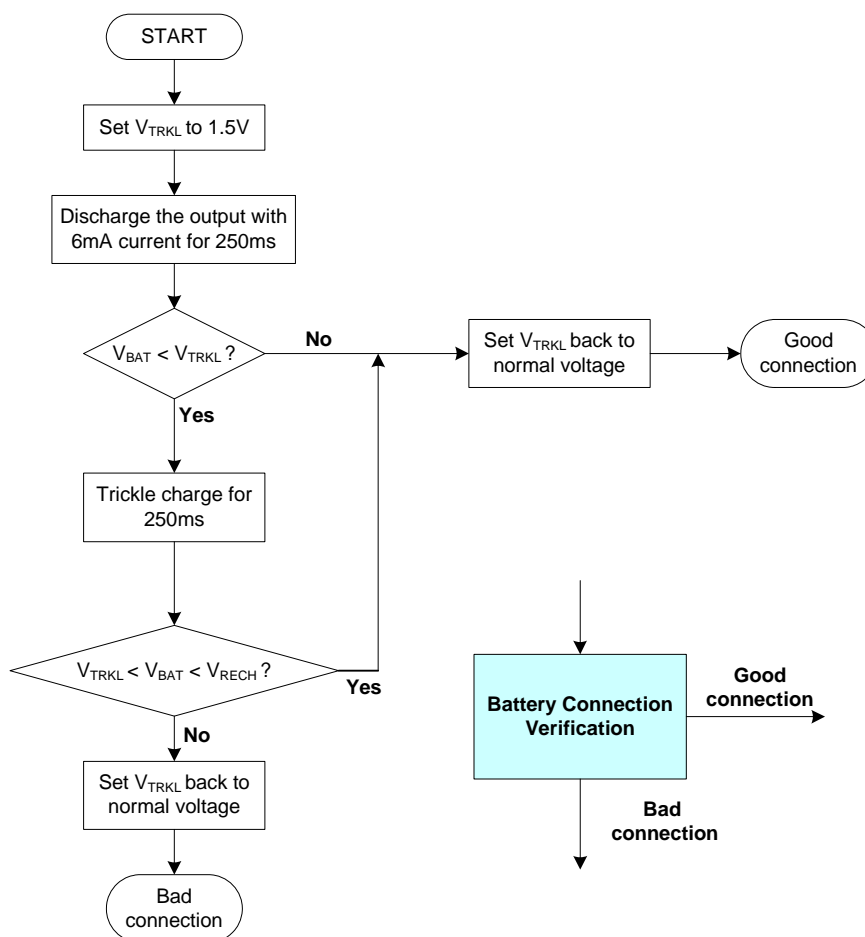 START
Set VTRKL to 1.5V
Discharge the output with
6mA current for 250ms
VBAT < VTRKL ?
No
Set VTRKL back to
normal voltage
Good
connection
Yes
Trickle charge for
250ms
VTRKL < VBAT < VRECH ?
Yes
No
Set VTRKL back to
normal voltage
Bad
connection
Battery Connection
Verification
Good
connection
Bad
connection